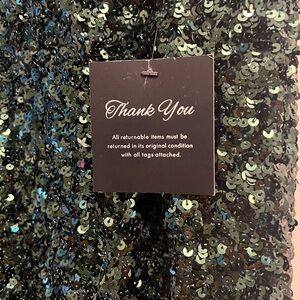 Thank You
All returnable items must be
returned in its original condition
with all tags attached.